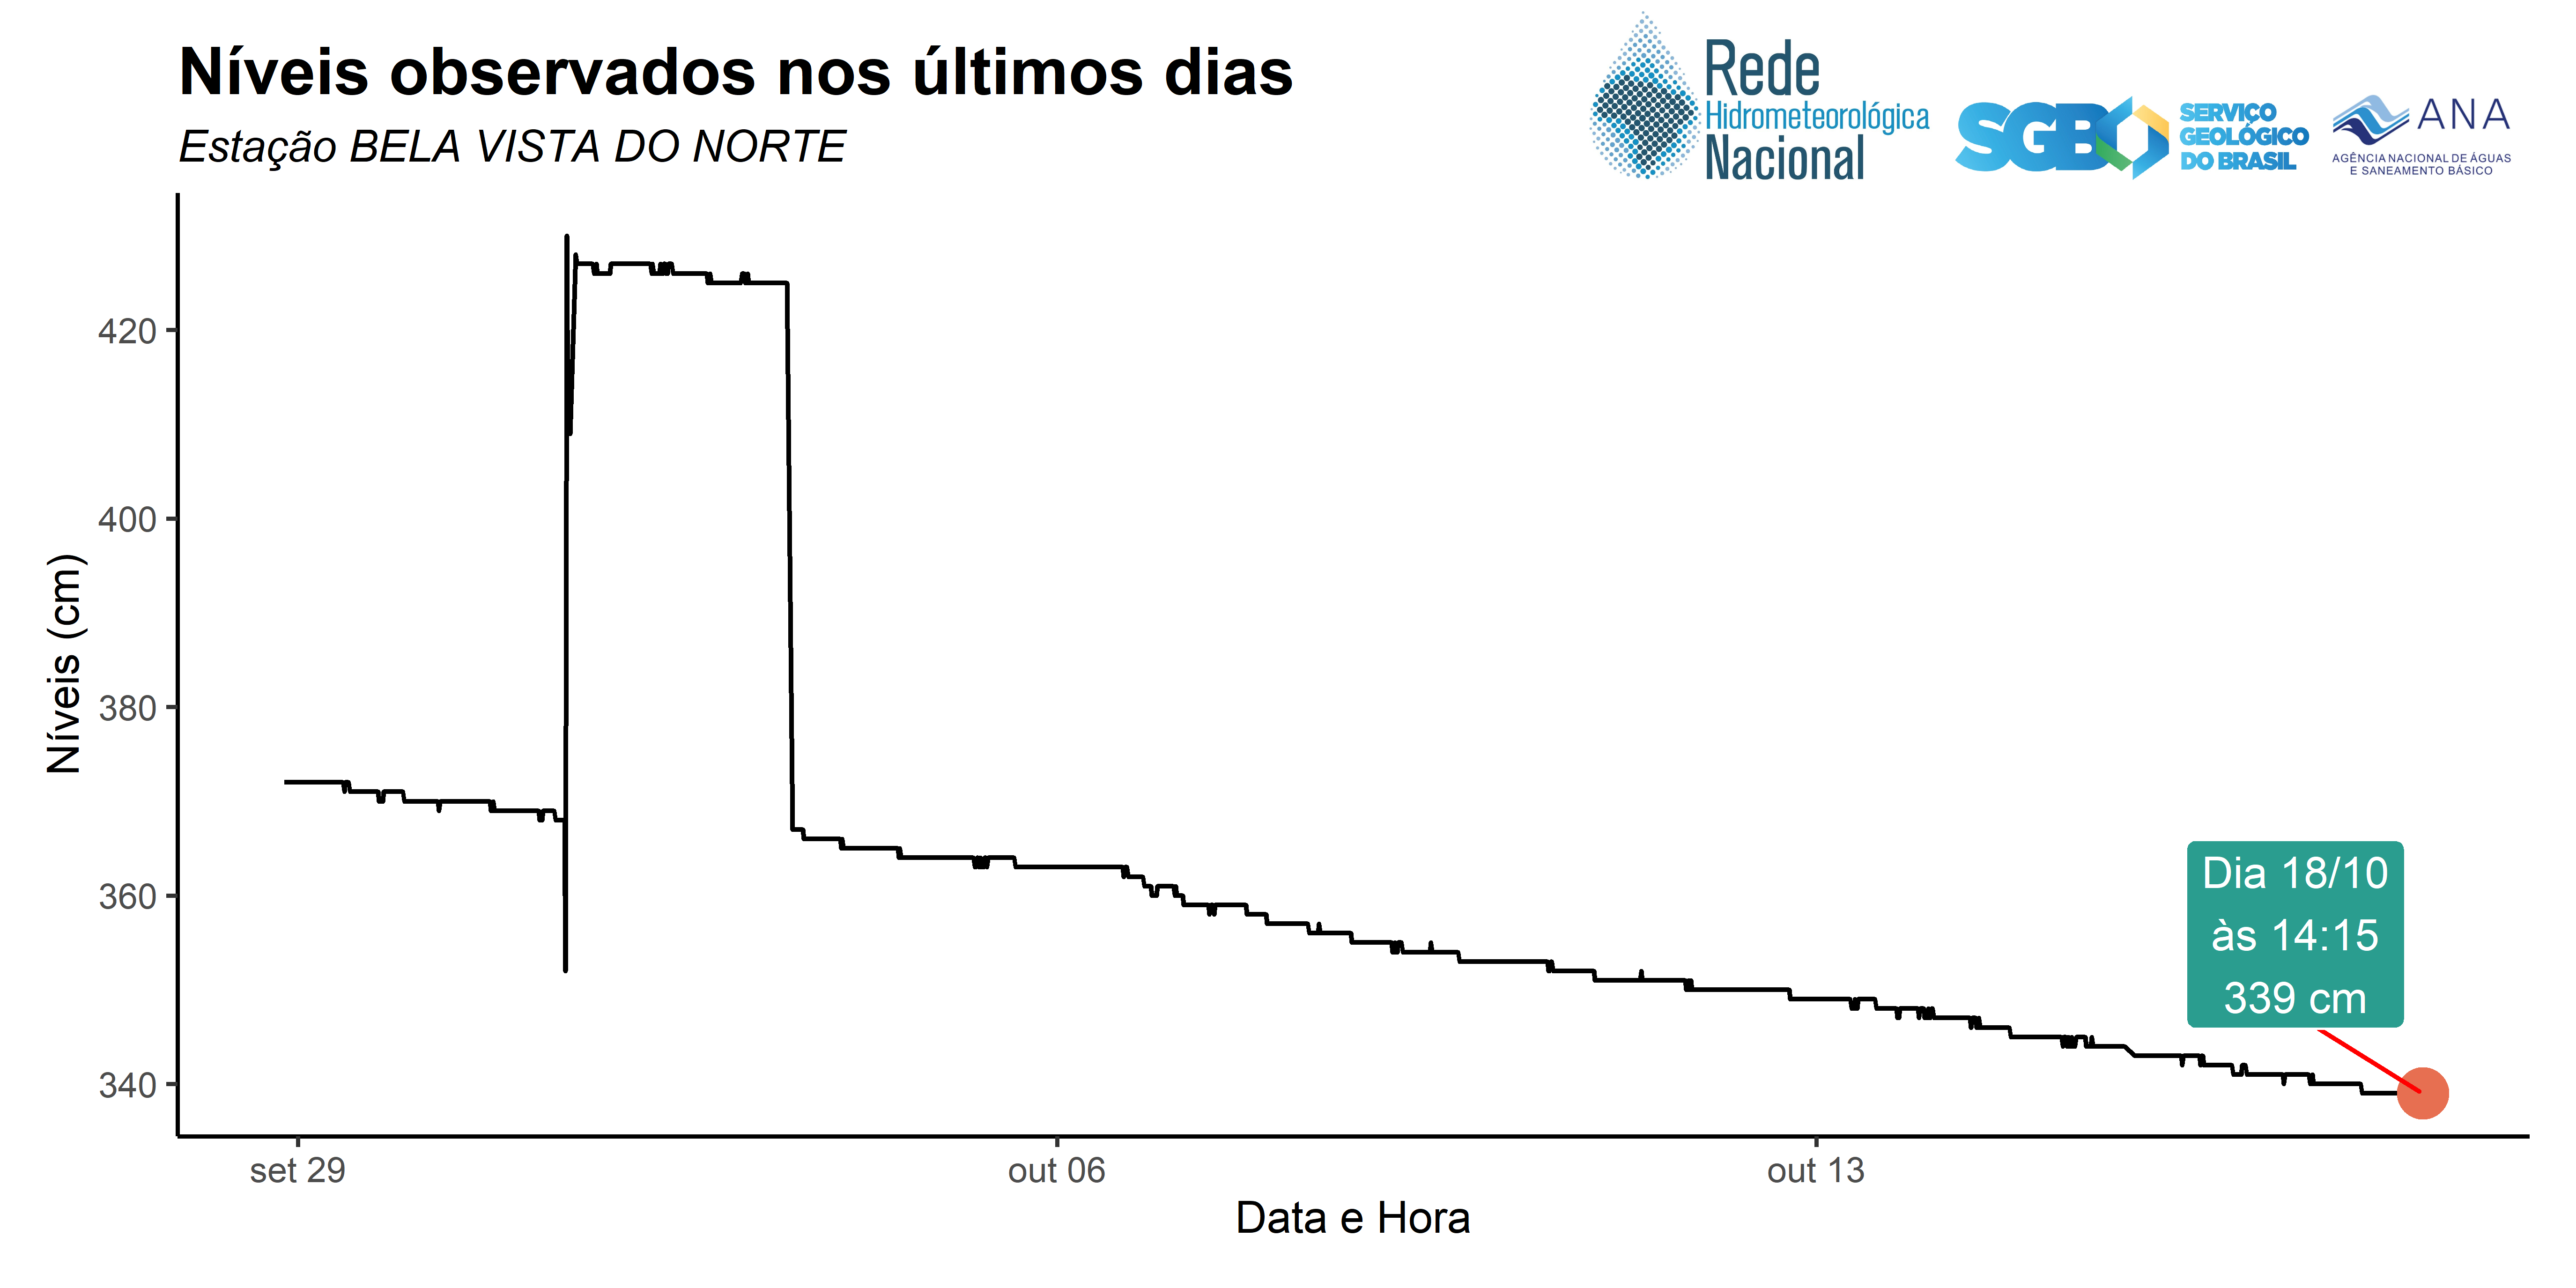 Níveis observados nos últimos dias
Estação BELA VISTA DO NORTE
Rede
Hidrometeorológica
Nacional
SGB
SERVIÇO
GEOLÓGICO
DO BRASIL
ANA
AGÊNCIA NACIONAL DE ÁGUAS
E SANEAMENTO BÁSICO
Níveis (cm)
420
400
380
360
340
Dia 18/10
às 14:15
339 cm
set 29
out 06
out 13
Data e Hora